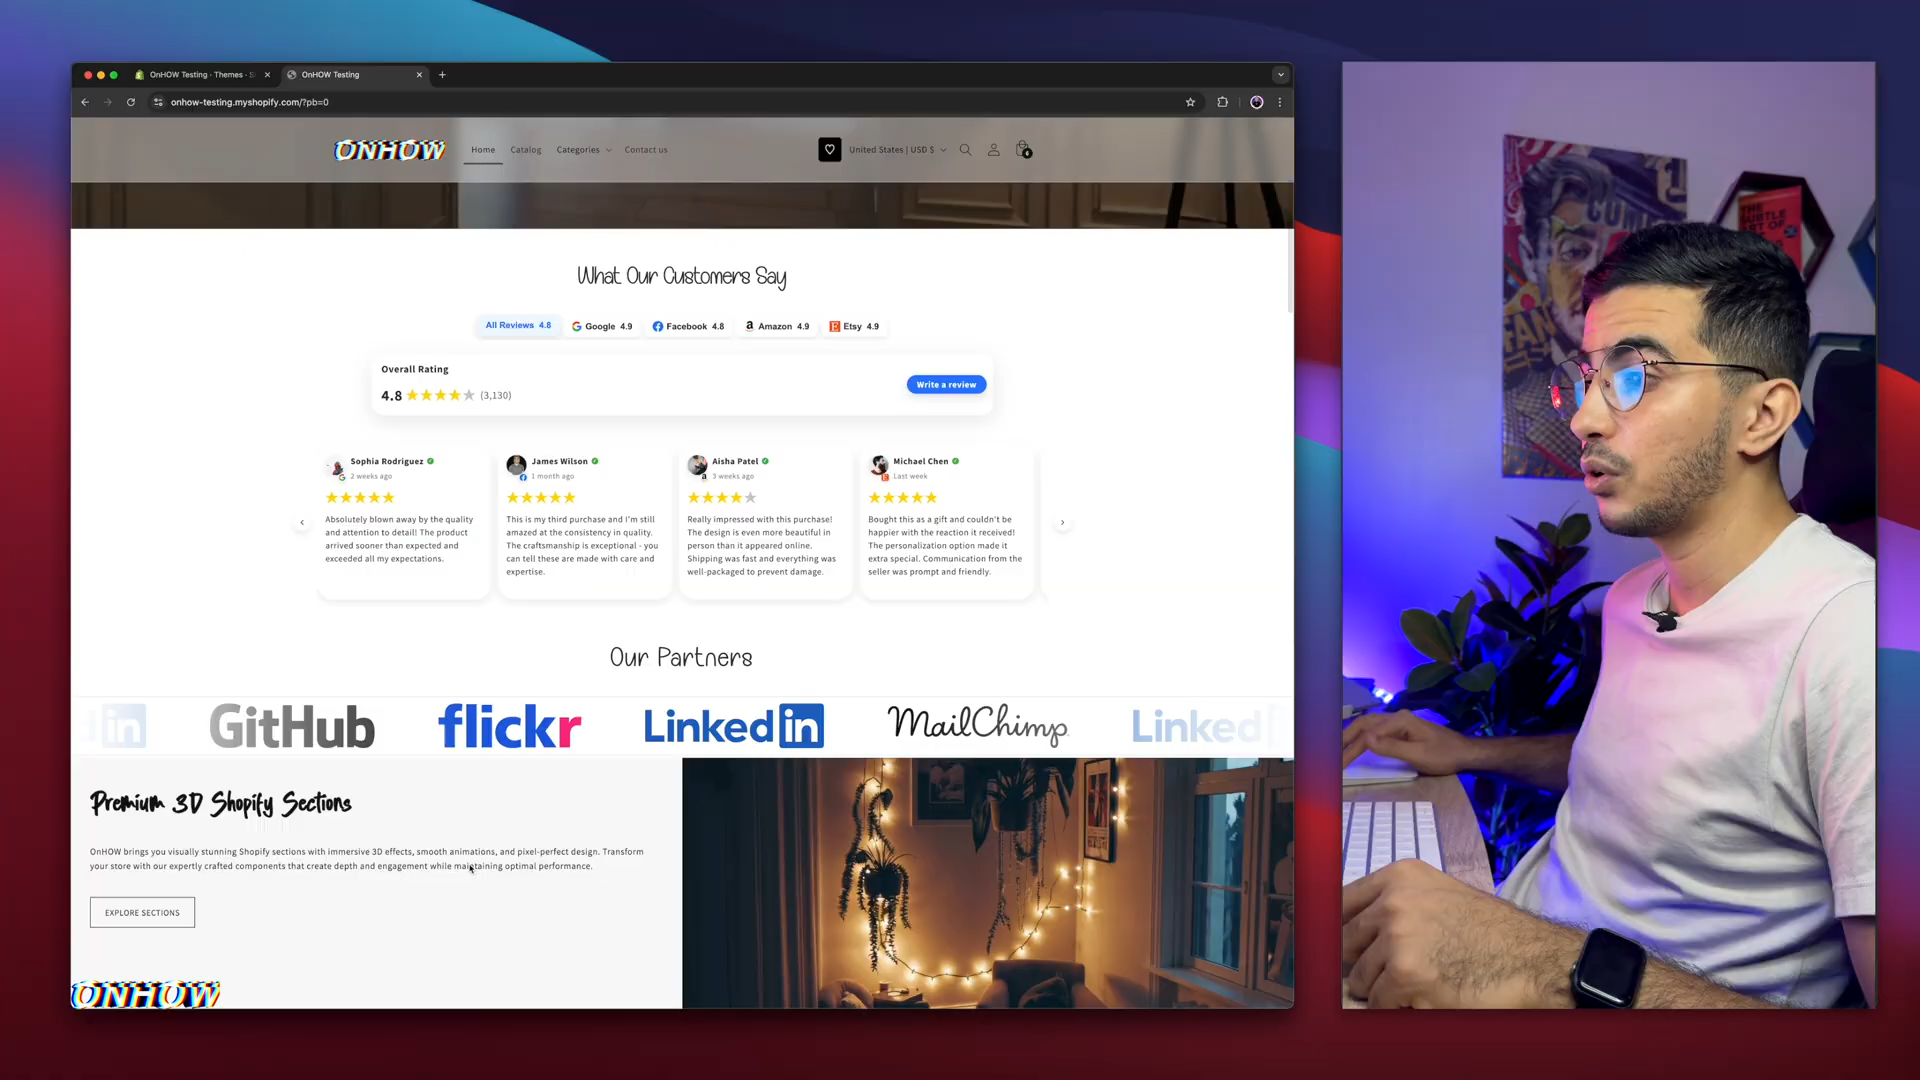 OnHOW Testing · Themes · S
OnHOW Testing
onhow-testing.myshopify.com/?pb=0
ONHOW
Home
Catalog
Categories
Contact us
United States | USD $
6
What Our Customers Say
All Reviews 4.8
Google 4.9
Facebook 4.8
Amazon 4.9
Etsy 4.9
Overall Rating
4.8 (3,130)
Write a review
Sophia Rodriguez
2 weeks ago
Absolutely blown away by the quality
and attention to detail! The product
arrived sooner than expected and
exceeded all my expectations.
James Wilson
1 month ago
This is my third purchase and I'm still
amazed at the consistency in quality.
The craftsmanship is exceptional - you
can tell these are made with care and
expertise.
Aisha Patel
3 weeks ago
Really impressed with this purchase!
The design is even more beautiful in
person than it appeared online.
Shipping was fast and everything was
well-packaged to prevent damage.
Michael Chen
Last week
Bought this as a gift and couldn't be
happier with the reaction it received!
The personalization option made it
extra special. Communication from the
seller was prompt and friendly.
Our Partners
in
GitHub
flickr
Linkedin
MailChimp
Linked
Premium 3D Shopify Sections
OnHOW brings you visually stunning Shopify sections with immersive 3D effects, smooth animations, and pixel-perfect design. Transform
your store with our expertly crafted components that create depth and engagement while maintaining optimal performance.
EXPLORE SECTIONS
ONHOW
THE
SUBTLE
ART OF
FAN